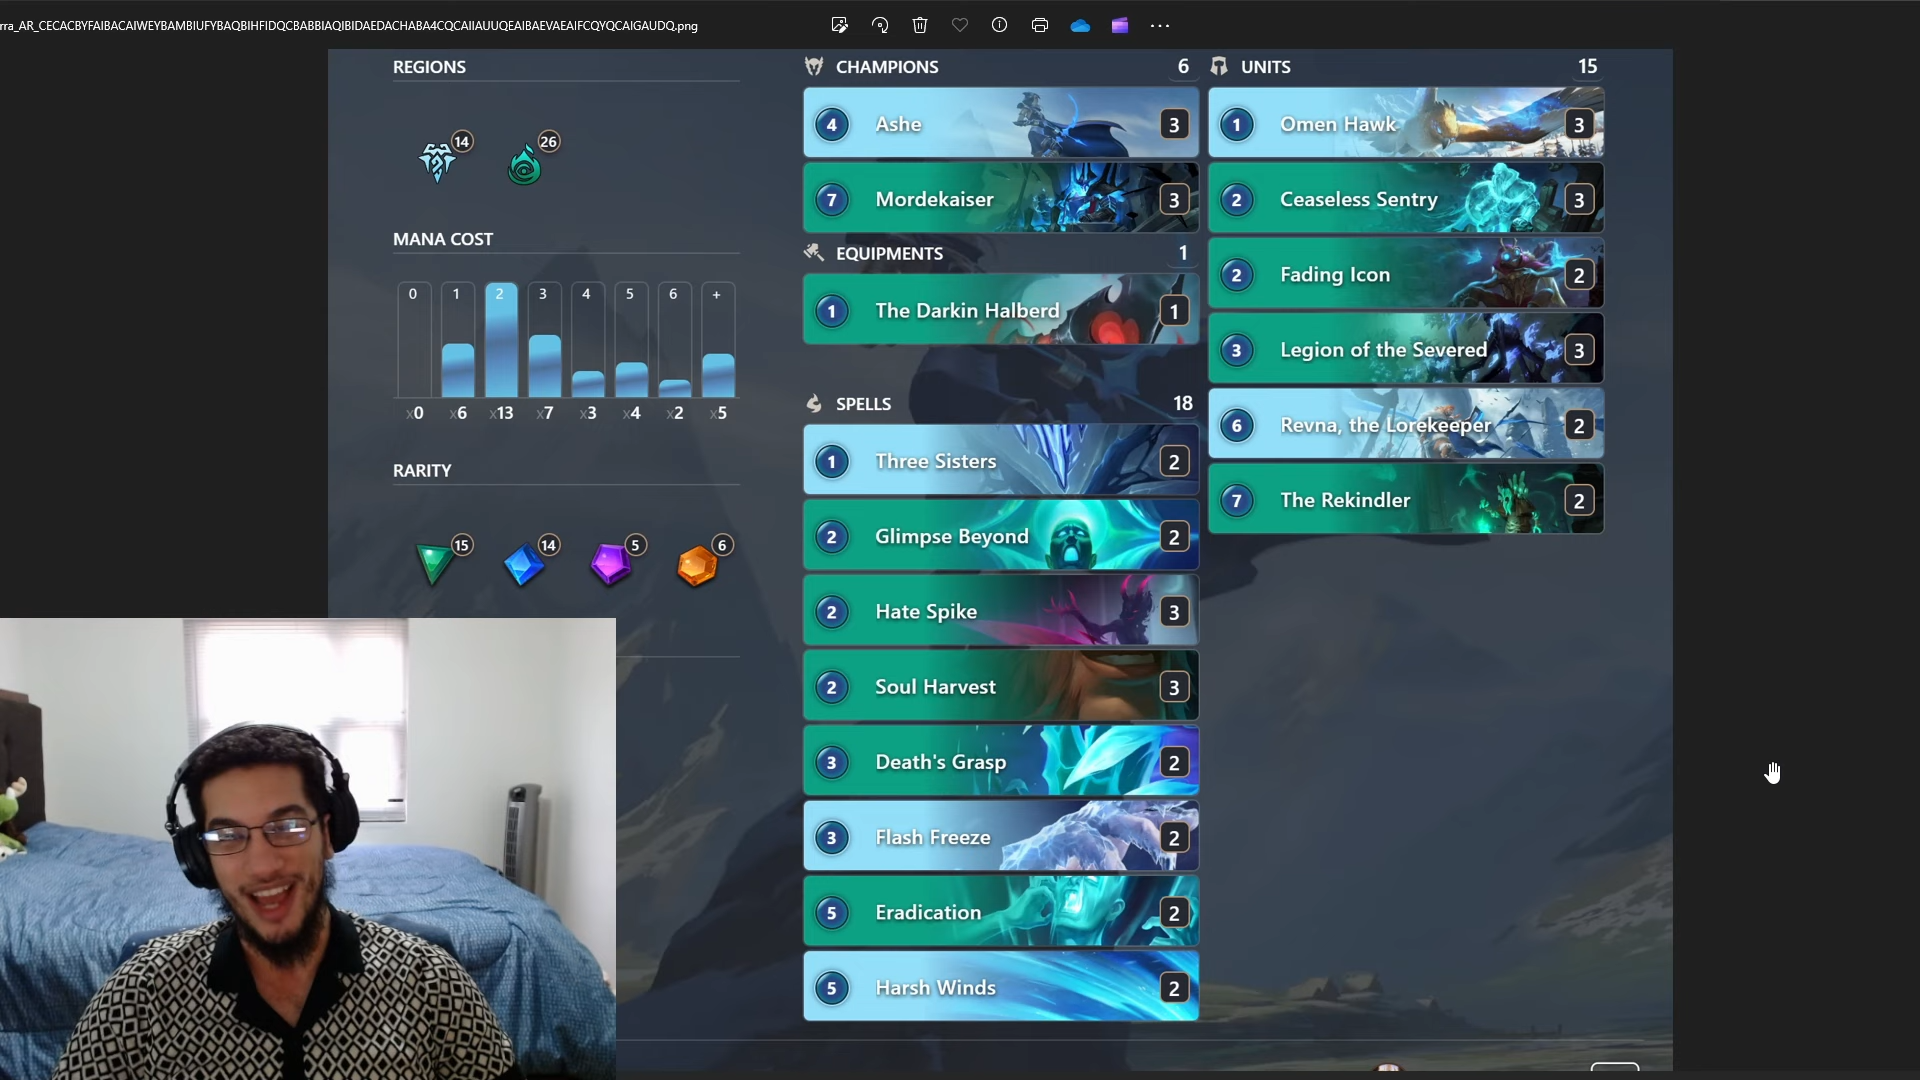 rra_AR_CECACBYFAIBACAIWEYBAMBIUFYBAQBIHFIDQCBABBIAQIBIDAEDACHABA4CQCAIIAUUQEAIBAEVAEAIFCQYQCAIGAUDQ.png
REGIONS
14
26
MANA COST
0 1 2 3 4 5 6 +
x0 x6 x13 x7 x3 x4 x2 x5
RARITY
15
14
5
6
CHAMPIONS 6
4 Ashe 3
7 Mordekaiser 3
EQUIPMENTS 1
1 The Darkin Halberd 1
SPELLS 18
1 Three Sisters 2
2 Glimpse Beyond 2
2 Hate Spike 3
2 Soul Harvest 3
3 Death's Grasp 2
3 Flash Freeze 2
5 Eradication 2
5 Harsh Winds 2
UNITS 15
1 Omen Hawk 3
2 Ceaseless Sentry 3
2 Fading Icon 2
3 Legion of the Severed 3
6 Revna, the Lorekeeper 2
7 The Rekindler 2